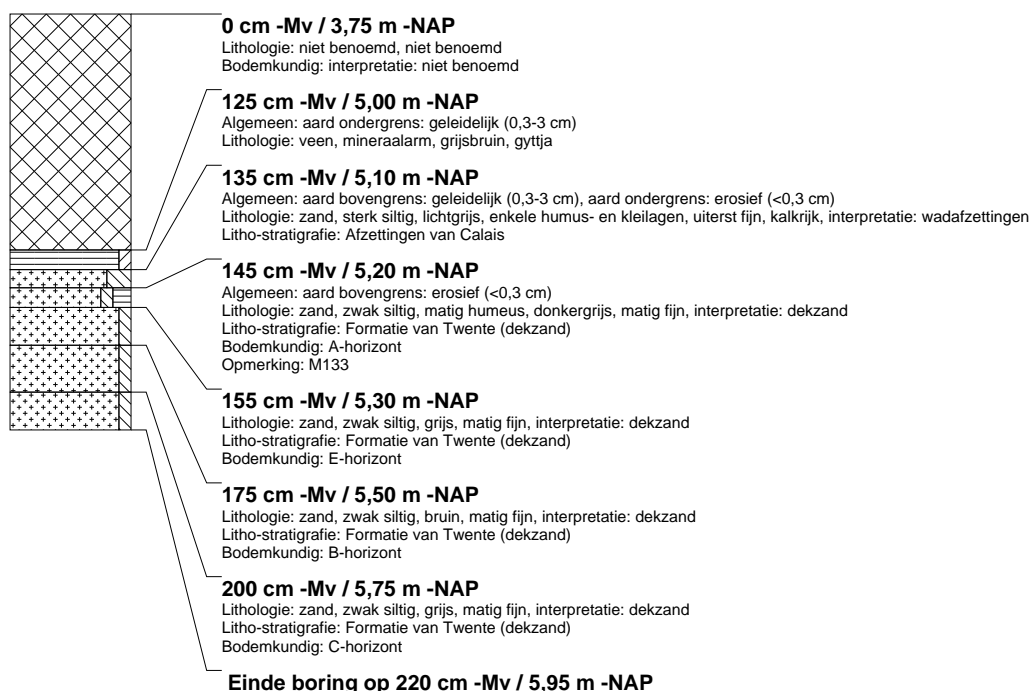 0 cm -Mv / 3,75 m -NAP
Lithologie: niet benoemd, niet benoemd
Bodemkundig: interpretatie: niet benoemd
125 cm -Mv / 5,00 m -NAP
Algemeen: aard ondergrens: geleidelijk (0,3-3 cm)
Lithologie: veen, mineraalarm, grijsbruin, gyttja
135 cm -Mv / 5,10 m -NAP
Algemeen: aard bovengrens: geleidelijk (0,3-3 cm), aard ondergrens: erosief (<0,3 cm)
Lithologie: zand, sterk siltig, lichtgrijs, enkele humus- en kleilagen, uiterst fijn, kalkrijk, interpretatie: wadafzettingen
Litho-stratigrafie: Afzettingen van Calais
145 cm -Mv / 5,20 m -NAP
Algemeen: aard bovengrens: erosief (<0,3 cm)
Lithologie: zand, zwak siltig, matig humeus, donkergrijs, matig fijn, interpretatie: dekzand
Litho-stratigrafie: Formatie van Twente (dekzand)
Bodemkundig: A-horizont
Opmerking: M133
155 cm -Mv / 5,30 m -NAP
Lithologie: zand, zwak siltig, grijs, matig fijn, interpretatie: dekzand
Litho-stratigrafie: Formatie van Twente (dekzand)
Bodemkundig: E-horizont
175 cm -Mv / 5,50 m -NAP
Lithologie: zand, zwak siltig, bruin, matig fijn, interpretatie: dekzand
Litho-stratigrafie: Formatie van Twente (dekzand)
Bodemkundig: B-horizont
200 cm -Mv / 5,75 m -NAP
Lithologie: zand, zwak siltig, grijs, matig fijn, interpretatie: dekzand
Litho-stratigrafie: Formatie van Twente (dekzand)
Bodemkundig: C-horizont
Einde boring op 220 cm -Mv / 5,95 m -NAP